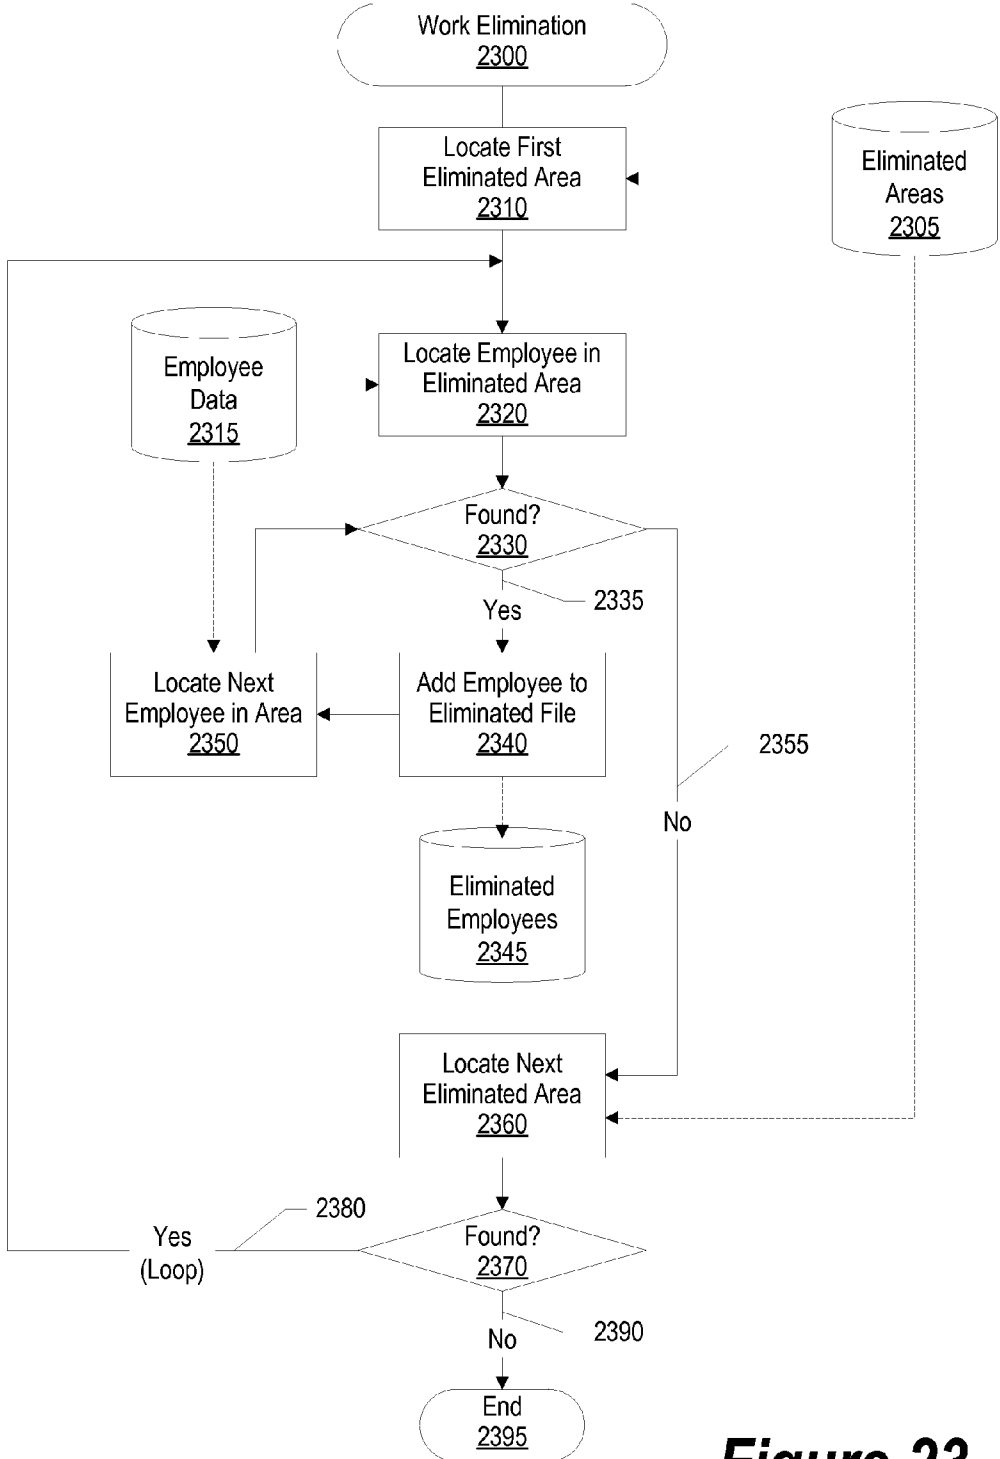 Work Elimination
2300
Locate First
Eliminated Area
2310
Eliminated
Areas
2305
Employee
Data
2315
Locate Employee in
Eliminated Area
2320
Found?
2330
2335
Yes
Locate Next
Employee in Area
2350
Add Employee to
Eliminated File
2340
2355
No
Eliminated
Employees
2345
Locate Next
Eliminated Area
2360
2380
Yes
(Loop)
Found?
2370
2390
No
End
2395
Figure 23